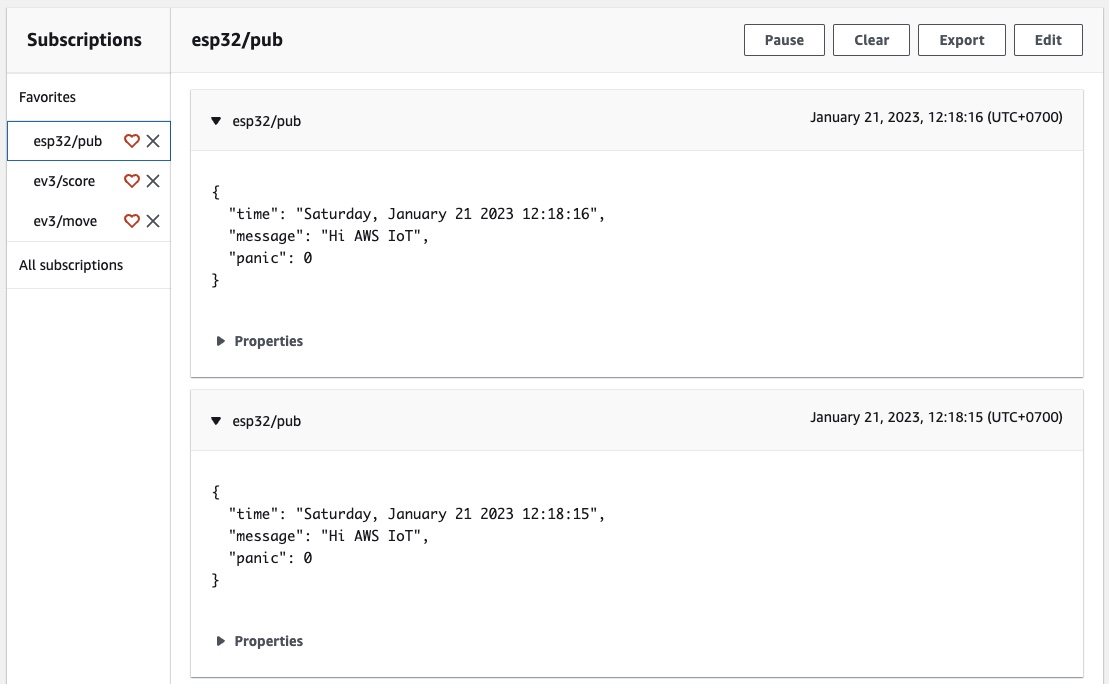 Subscriptions
Favorites
esp32/pub
ev3/score
ev3/move
All subscriptions
esp32/pub
Pause
Clear
Export
Edit
esp32/pub
January 21, 2023, 12:18:16 (UTC+0700)
{
"time": "Saturday, January 21 2023 12:18:16",
"message": "Hi AWS IoT",
"panic": 0
}
Properties
esp32/pub
January 21, 2023, 12:18:15 (UTC+0700)
{
"time": "Saturday, January 21 2023 12:18:15",
"message": "Hi AWS IoT",
"panic": 0
}
Properties